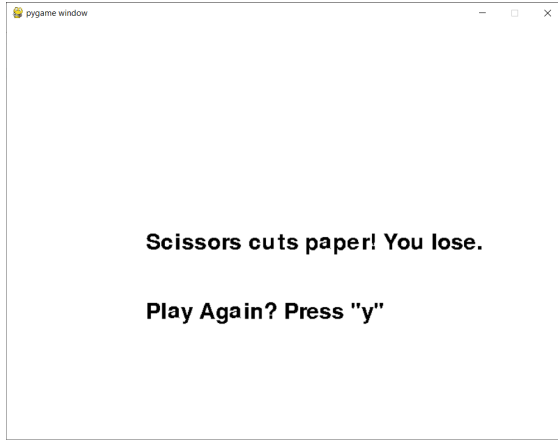 pygame window
Scissors cuts paper! You lose.
Play Again? Press "y"